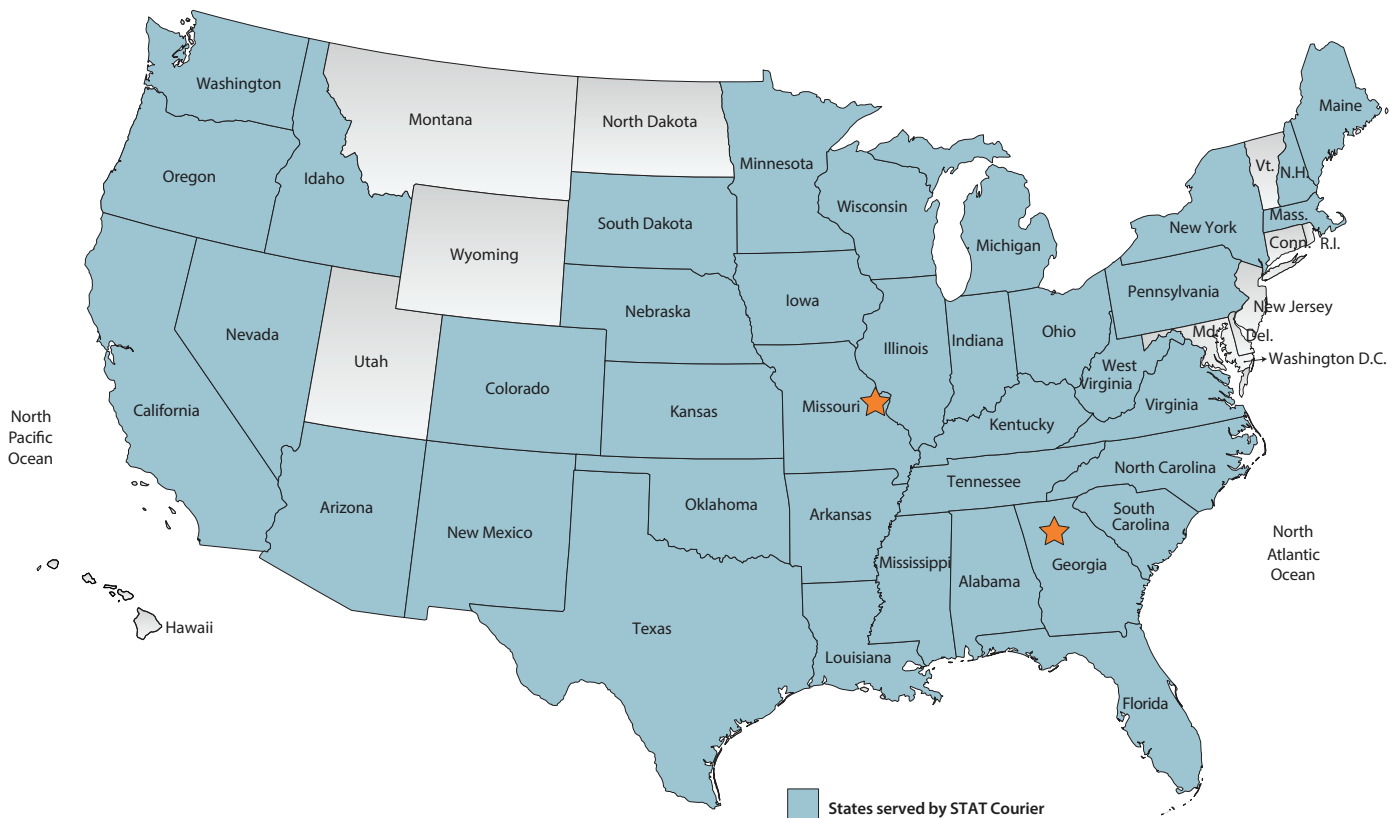 Washington
Montana
North Dakota
Minnesota
Maine
Vt.
N.H.
Oregon
Idaho
South Dakota
Wisconsin
Michigan
New York
Mass.
Conn.
R.I.
Wyoming
Nebraska
Iowa
Pennsylvania
New Jersey
Nevada
Utah
Colorado
Illinois
Indiana
Ohio
Md.
Del.
Washington D.C.
West
Virginia
Virginia
North
Pacific
Ocean
California
Kansas
Missouri
Kentucky
North Carolina
Tennessee
South
Carolina
Arizona
New Mexico
Oklahoma
Arkansas
Mississippi
Alabama
Georgia
North
Atlantic
Ocean
Hawaii
Texas
Louisiana
Florida
States served by STAT Courier